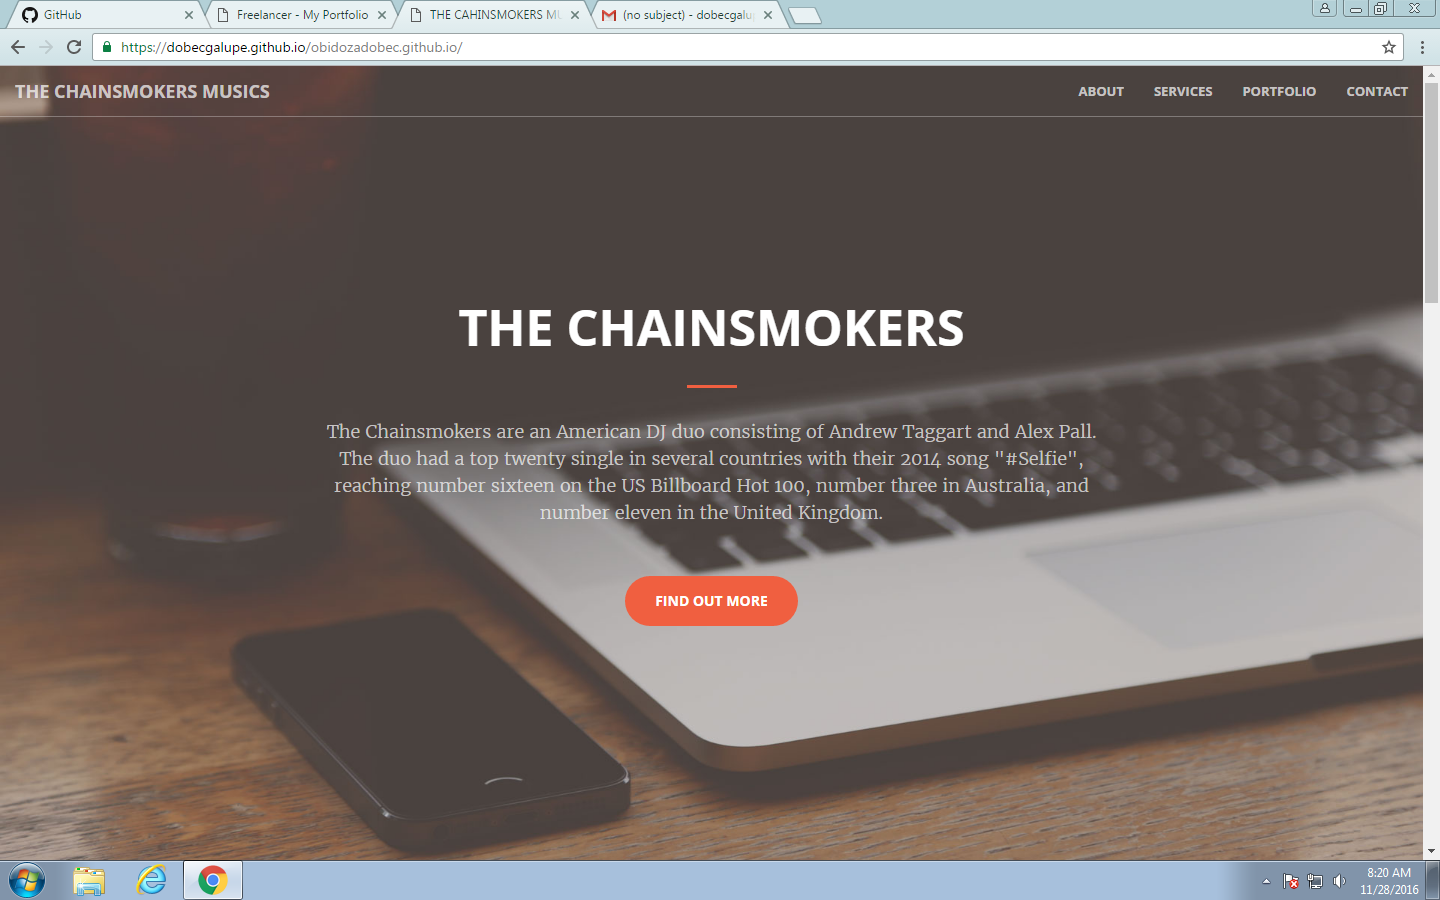 GitHub
Freelancer - My Portfolio
THE CAHINSMOKERS MU
(no subject) - dobecgalup
https://dobecgalupe.github.io/obidozadobec.github.io/
THE CHAINSMOKERS MUSICS
ABOUT
SERVICES
PORTFOLIO
CONTACT
THE CHAINSMOKERS
The Chainsmokers are an American DJ duo consisting of Andrew Taggart and Alex Pall.
The duo had a top twenty single in several countries with their 2014 song "#Selfie",
reaching number sixteen on the US Billboard Hot 100, number three in Australia, and
number eleven in the United Kingdom.
FIND OUT MORE
8:20 AM
11/28/2016